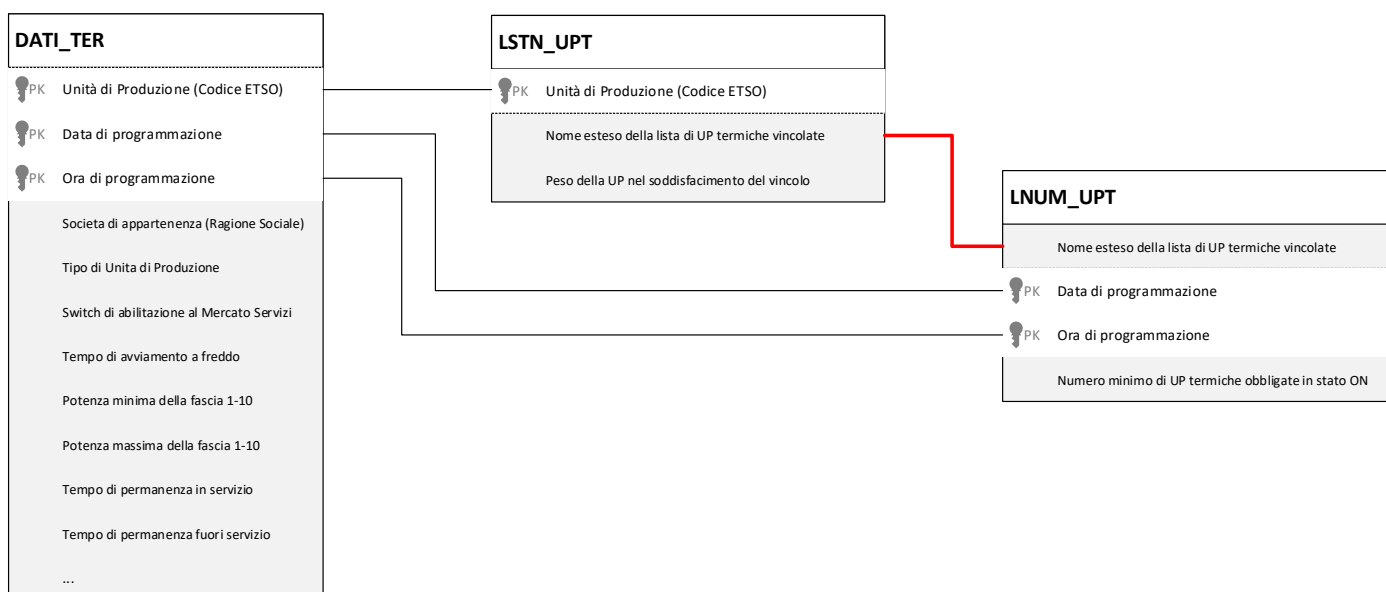 DATI_TER
PK Unità di Produzione (Codice ETSO)
PK Data di programmazione
PK Ora di programmazione
Societa di appartenenza (Ragione Sociale)
Tipo di Unita di Produzione
Switch di abilitazione al Mercato Servizi
Tempo di avviamento a freddo
Potenza minima della fascia 1-10
Potenza massima della fascia 1-10
Tempo di permanenza in servizio
Tempo di permanenza fuori servizio
...
LSTN_UPT
PK Unità di Produzione (Codice ETSO)
Nome esteso della lista di UP termiche vincolate
Peso della UP nel soddisfacimento del vincolo
LNUM_UPT
Nome esteso della lista di UP termiche vincolate
PK Data di programmazione
PK Ora di programmazione
Numero minimo di UP termiche obbligate in stato ON